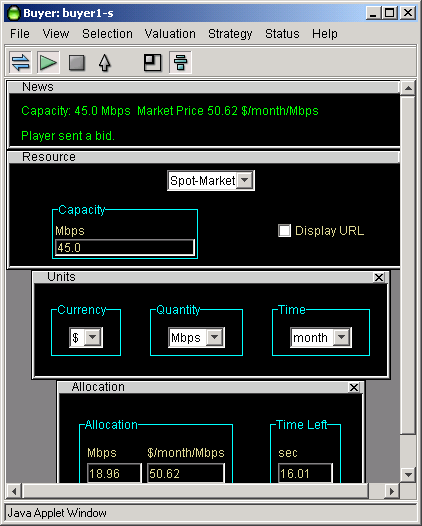 Buyer: buyer1-s
File View Selection Valuation Strategy Status Help
News
Capacity: 45.0 Mbps Market Price 50.62 $/month/Mbps
Player sent a bid.
Resource
Spot-Market
Capacity
Mbps
45.0
Display URL
Units
Currency Quantity Time
$ Mbps month
Allocation
Allocation Time Left
Mbps $/month/Mbps sec
18.96 50.62 16.01
Java Applet Window